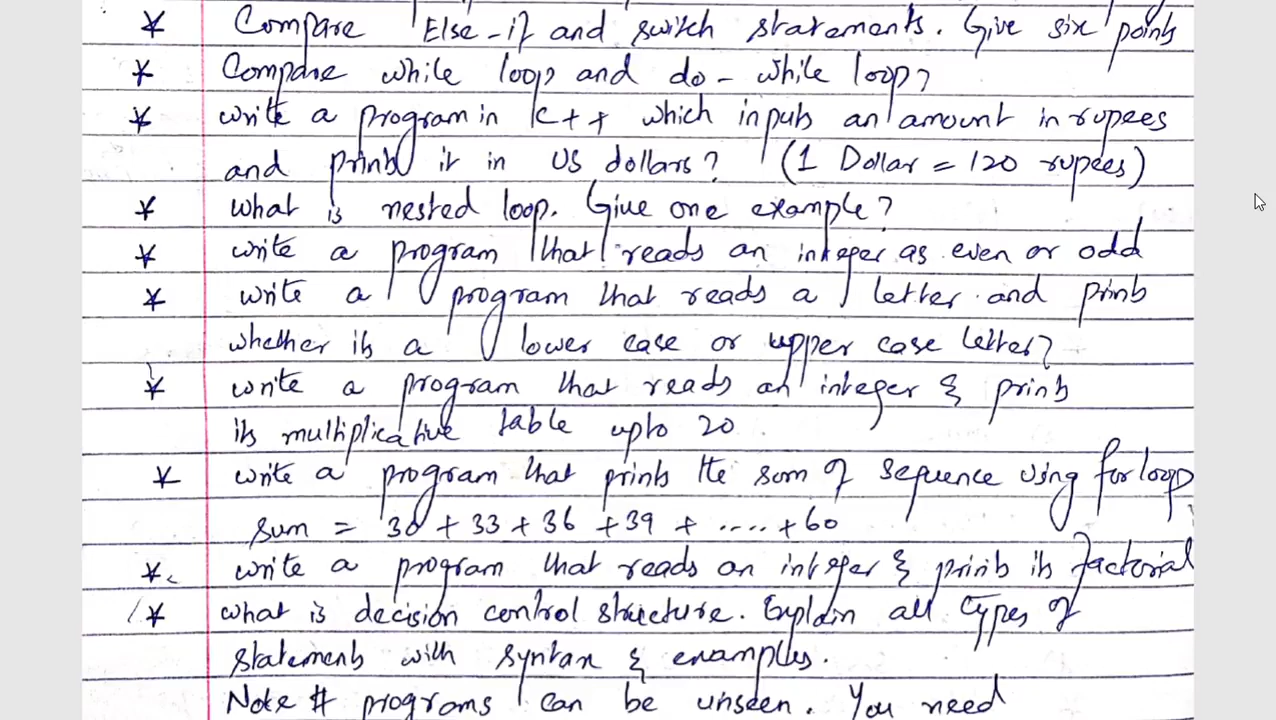 * Compare Else-if and switch statements. Give six points
* Compare while loop and do-while loop?
* write a program in C++ which inputs an amount in rupees
and prints it in US dollars? (1 Dollar = 120 rupees)
* what is nested loop. Give one example?
* write a program that reads an integer as even or odd
* write a program that reads a letter and prints
whether its a lower case or upper case letter?
* write a program that reads an integer & prints
its multiplicative table upto 20
* write a program that prints the sum of sequence using for loop
sum = 30 + 33 + 36 + 39 + ..... + 60
* write a program that reads an integer & prints its factorial
* what is decision control structure. Explain all types of
statements with syntax & examples.
Note # programs can be unseen. You need